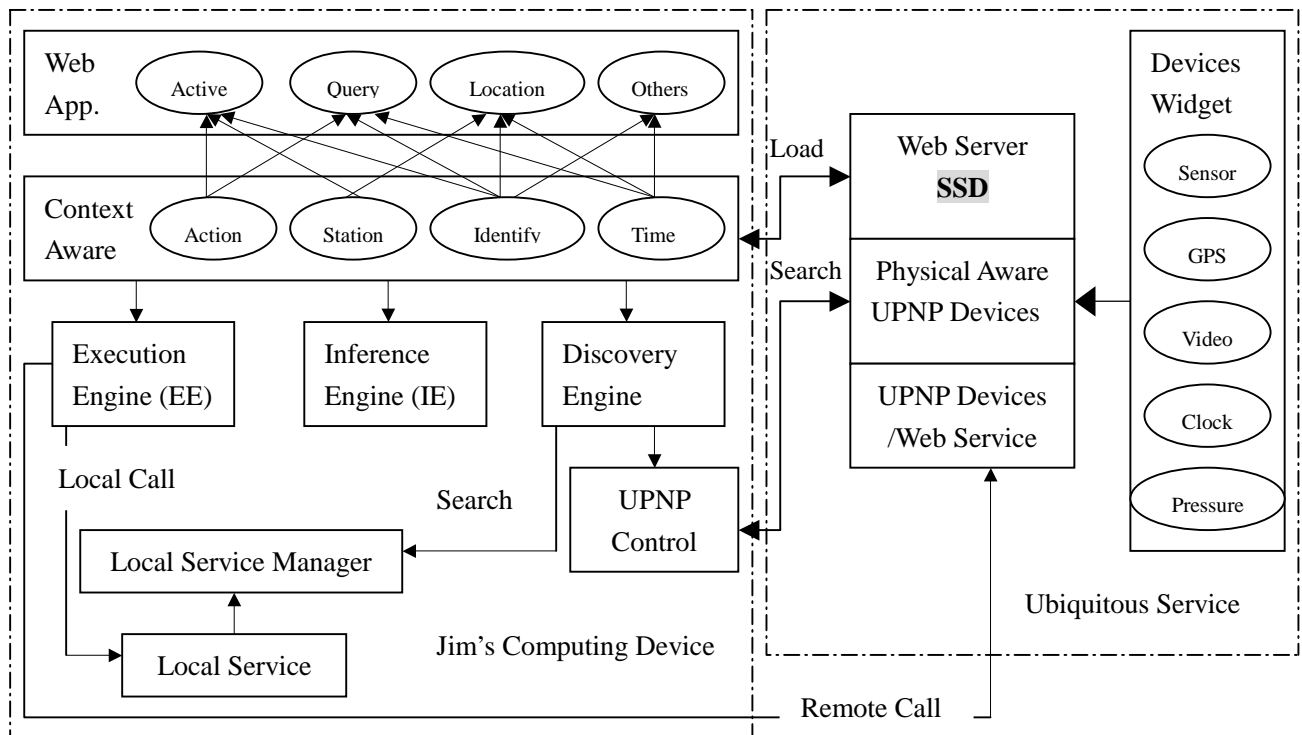 Web
App.
Active
Query
Location
Others
Context
Aware
Action
Station
Identify
Time
Execution
Engine (EE)
Inference
Engine (IE)
Discovery
Engine
Local Call
Search
UPNP
Control
Local Service Manager
Local Service
Jim's Computing Device
Load
Search
Web Server
SSD
Physical Aware
UPNP Devices
UPNP Devices
/Web Service
Devices
Widget
Sensor
GPS
Video
Clock
Pressure
Ubiquitous Service
Remote Call